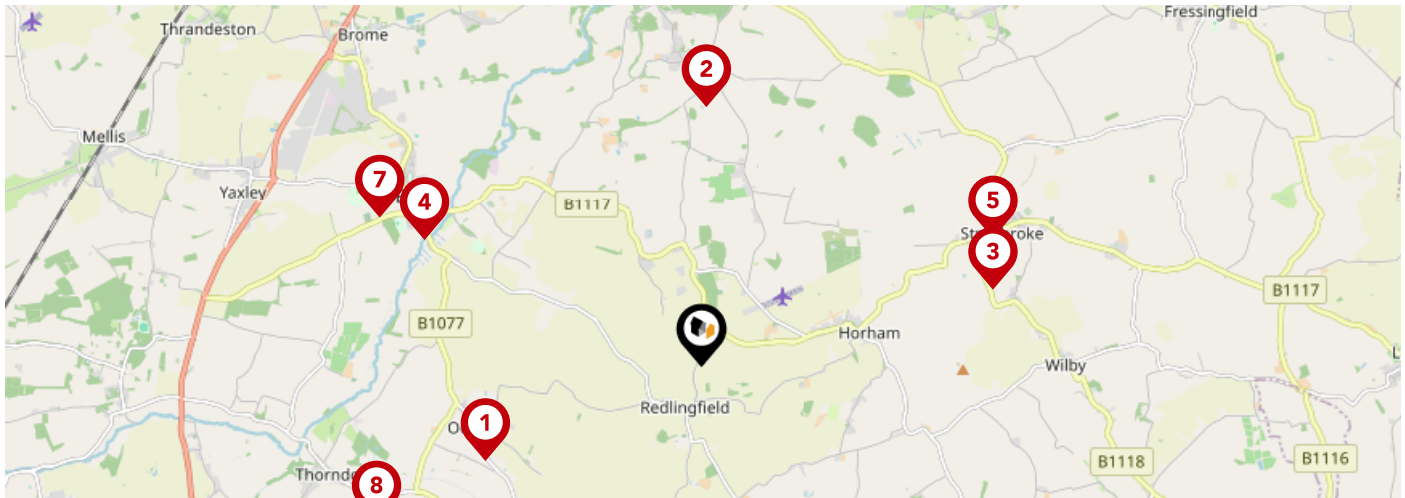 Fressingfield
Thrandeston
Brome
2
Mellis
7
Yaxley
4
B1117
5
3
B1117
B1077
Horham
Wilby
Redlingfield
1
B1118
B1116
8